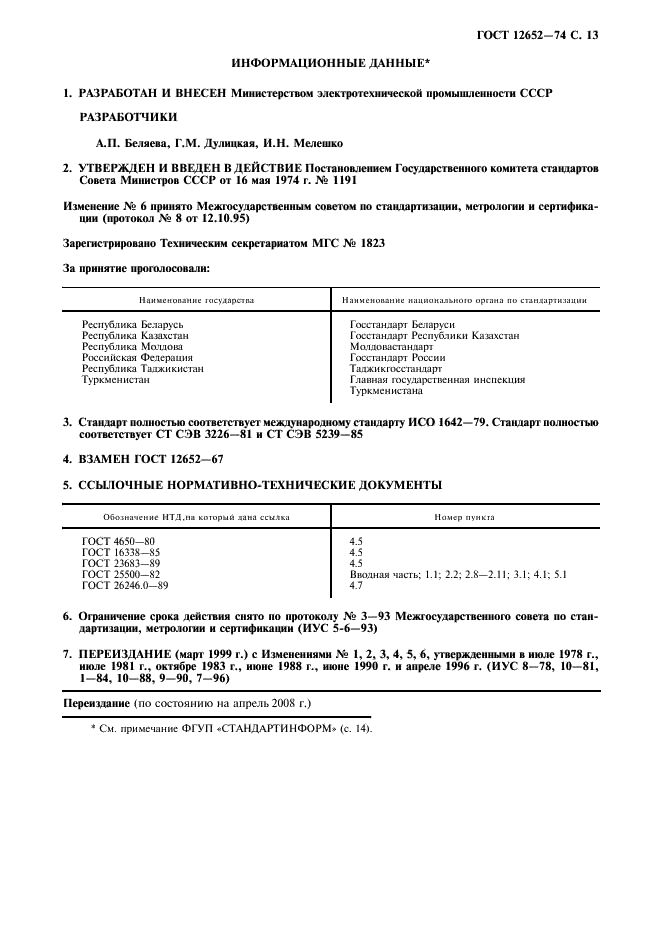 ГОСТ 12652—74 С. 13
ИНФОРМАЦИОННЫЕ ДАННЫЕ*
1. РАЗРАБОТАН И ВНЕСЕН Министерством электротехнической промышленности СССР
РАЗРАБОТЧИКИ
А.П. Беляева, Г.М. Дулицкая, И.Н. Мелешко
2. УТВЕРЖДЕН И ВВЕДЕН В ДЕЙСТВИЕ Постановлением Государственного комитета стандартов
Совета Министров СССР от 16 мая 1974 г. № 1191
Изменение № 6 принято Межгосударственным советом по стандартизации, метрологии и сертифика-
ции (протокол № 8 от 12.10.95)
Зарегистрировано Техническим секретариатом МГС № 1823
За принятие проголосовали:
Наименование государства Наименование национального органа по стандартизации
Республика Беларусь Госстандарт Беларуси
Республика Казахстан Госстандарт Республики Казахстан
Республика Молдова Молдовастандарт
Российская Федерация Госстандарт России
Республика Таджикистан Таджикгосстандарт
Туркменистан Главная государственная инспекция
Туркменистана
3. Стандарт полностью соответствует международному стандарту ИСО 1642—79. Стандарт полностью
соответствует СТ СЭВ 3226—81 и СТ СЭВ 5239—85
4. ВЗАМЕН ГОСТ 12652—67
5. ССЫЛОЧНЫЕ НОРМАТИВНО-ТЕХНИЧЕСКИЕ ДОКУМЕНТЫ
Обозначение НТД,на который дана ссылка Номер пункта
ГОСТ 4650—80 4.5
ГОСТ 16338—85 4.5
ГОСТ 23683—89 4.5
ГОСТ 25500—82 Вводная часть; 1.1; 2.2; 2.8—2.11; 3.1; 4.1; 5.1
ГОСТ 26246.0—89 4.7
6. Ограничение срока действия снято по протоколу № 3—93 Межгосударственного совета по стан-
дартизации, метрологии и сертификации (ИУС 5-6—93)
7. ПЕРЕИЗДАНИЕ (март 1999 г.) с Изменениями № 1, 2, 3, 4, 5, 6, утвержденными в июле 1978 г.,
июле 1981 г., октябре 1983 г., июне 1988 г., июне 1990 г. и апреле 1996 г. (ИУС 8—78, 10—81,
1—84, 10—88, 9—90, 7—96)
Переиздание (по состоянию на апрель 2008 г.)
* См. примечание ФГУП «СТАНДАРТИНФОРМ» (с. 14).